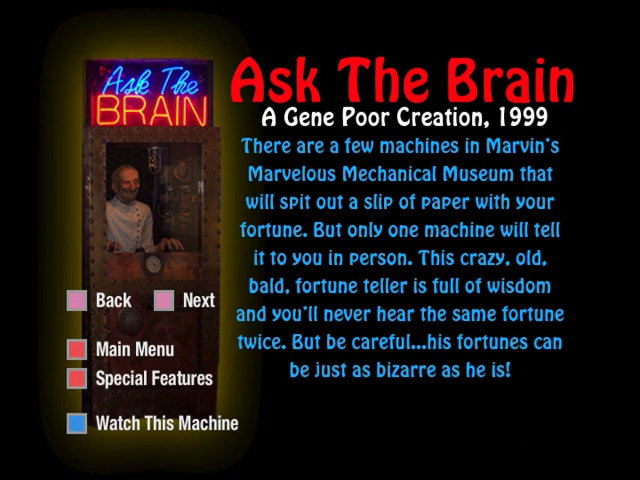 Ask The
BRAIN
Ask The Brain
A Gene Poor Creation, 1999
There are a few machines in Marvin's
Marvelous Mechanical Museum that
will spit out a slip of paper with your
fortune. But only one machine will tell
it to you in person. This crazy, old,
bald, fortune teller is full of wisdom
and you'll never hear the same fortune
twice. But be careful...his fortunes can
be just as bizarre as he is!
Back Next
Main Menu
Special Features
Watch This Machine